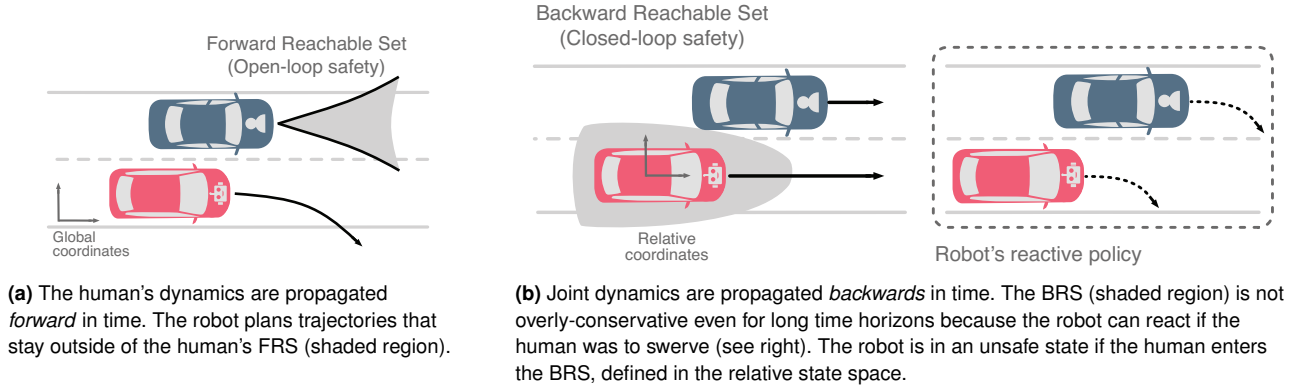 Forward Reachable Set
(Open-loop safety)
Global
coordinates
(a) The human's dynamics are propagated
forward in time. The robot plans trajectories that
stay outside of the human's FRS (shaded region).
Backward Reachable Set
(Closed-loop safety)
Relative
coordinates
Robot's reactive policy
(b) Joint dynamics are propagated backwards in time. The BRS (shaded region) is not
overly-conservative even for long time horizons because the robot can react if the
human was to swerve (see right). The robot is in an unsafe state if the human enters
the BRS, defined in the relative state space.